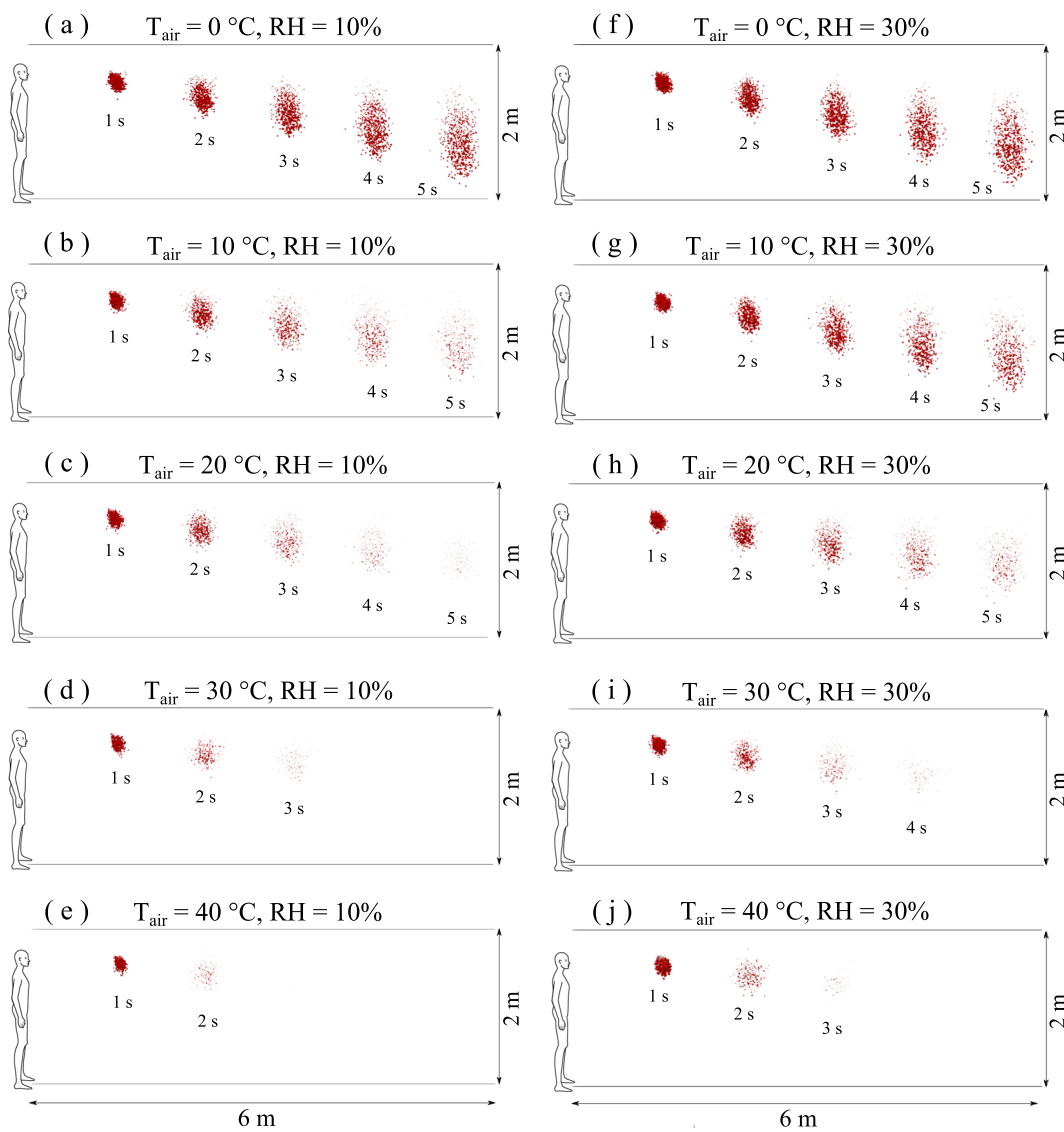 ( a )
T_air = 0 °C, RH = 10%
1 s
2 s
3 s
4 s
5 s
2 m
( f )
T_air = 0 °C, RH = 30%
1 s
2 s
3 s
4 s
5 s
2 m
( b )
T_air = 10 °C, RH = 10%
1 s
2 s
3 s
4 s
5 s
2 m
( g )
T_air = 10 °C, RH = 30%
1 s
2 s
3 s
4 s
5 s
2 m
( c )
T_air = 20 °C, RH = 10%
1 s
2 s
3 s
4 s
5 s
2 m
( h )
T_air = 20 °C, RH = 30%
1 s
2 s
3 s
4 s
5 s
2 m
( d )
T_air = 30 °C, RH = 10%
1 s
2 s
3 s
2 m
( i )
T_air = 30 °C, RH = 30%
1 s
2 s
3 s
4 s
2 m
( e )
T_air = 40 °C, RH = 10%
1 s
2 s
2 m
6 m
( j )
T_air = 40 °C, RH = 30%
1 s
2 s
3 s
2 m
6 m